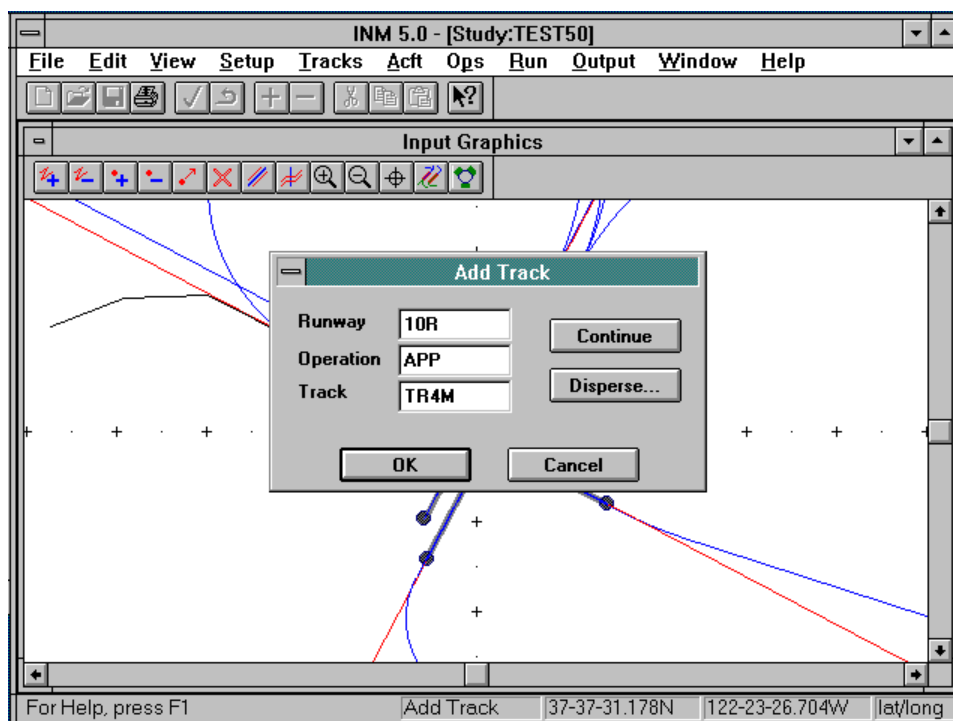 INM 5.0 - [Study:TEST50]
File Edit View Setup Tracks Acft Ops Run Output Window Help
Input Graphics
Add Track
Runway 10R
Continue
Operation APP
Disperse...
Track TR4M
OK Cancel
For Help, press F1 Add Track 37-37-31.178N 122-23-26.704W lat/long